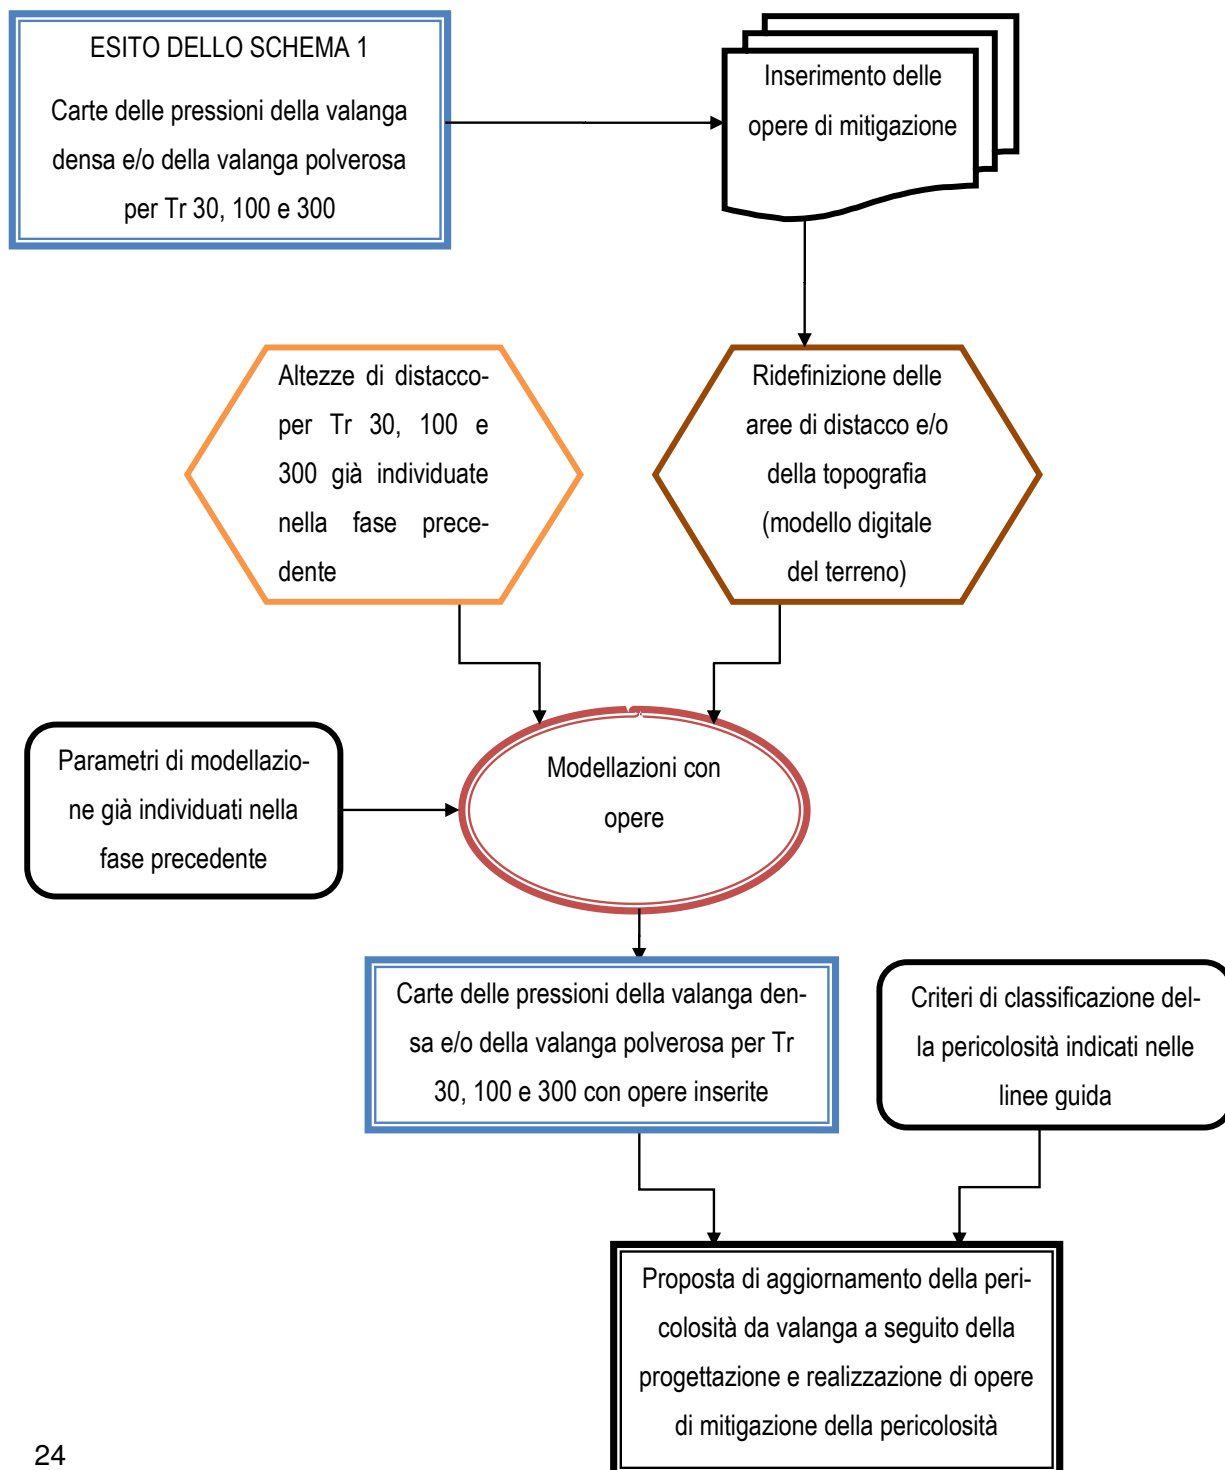 ESITO DELLO SCHEMA 1
Carte delle pressioni della valanga
densa e/o della valanga polverosa
per Tr 30, 100 e 300
Inserimento delle
opere di mitigazione
Altezze di distacco-
per Tr 30, 100 e
300 già individuate
nella fase prece-
dente
Ridefinizione delle
aree di distacco e/o
della topografia
(modello digitale
del terreno)
Parametri di modellazio-
ne già individuati nella
fase precedente
Modellazioni con
opere
Carte delle pressioni della valanga den-
sa e/o della valanga polverosa per Tr
30, 100 e 300 con opere inserite
Criteri di classificazione del-
la pericolosità indicati nelle
linee guida
Proposta di aggiornamento della peri-
colosità da valanga a seguito della
progettazione e realizzazione di opere
di mitigazione della pericolosità
24